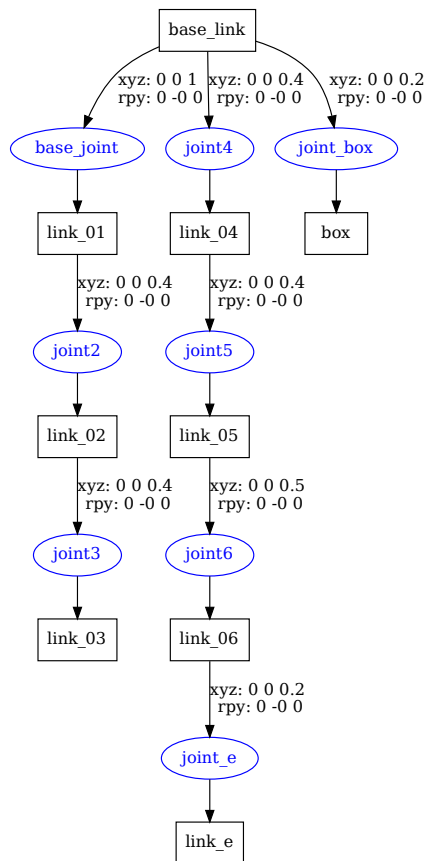 base_link
xyz: 0 0 1
rpy: 0 -0 0
xyz: 0 0 0.4
rpy: 0 -0 0
xyz: 0 0 0.2
rpy: 0 -0 0
base_joint
joint4
joint_box
link_01
link_04
box
xyz: 0 0 0.4
rpy: 0 -0 0
xyz: 0 0 0.4
rpy: 0 -0 0
joint2
joint5
link_02
link_05
xyz: 0 0 0.4
rpy: 0 -0 0
xyz: 0 0 0.5
rpy: 0 -0 0
joint3
joint6
link_03
link_06
xyz: 0 0 0.2
rpy: 0 -0 0
joint_e
link_e